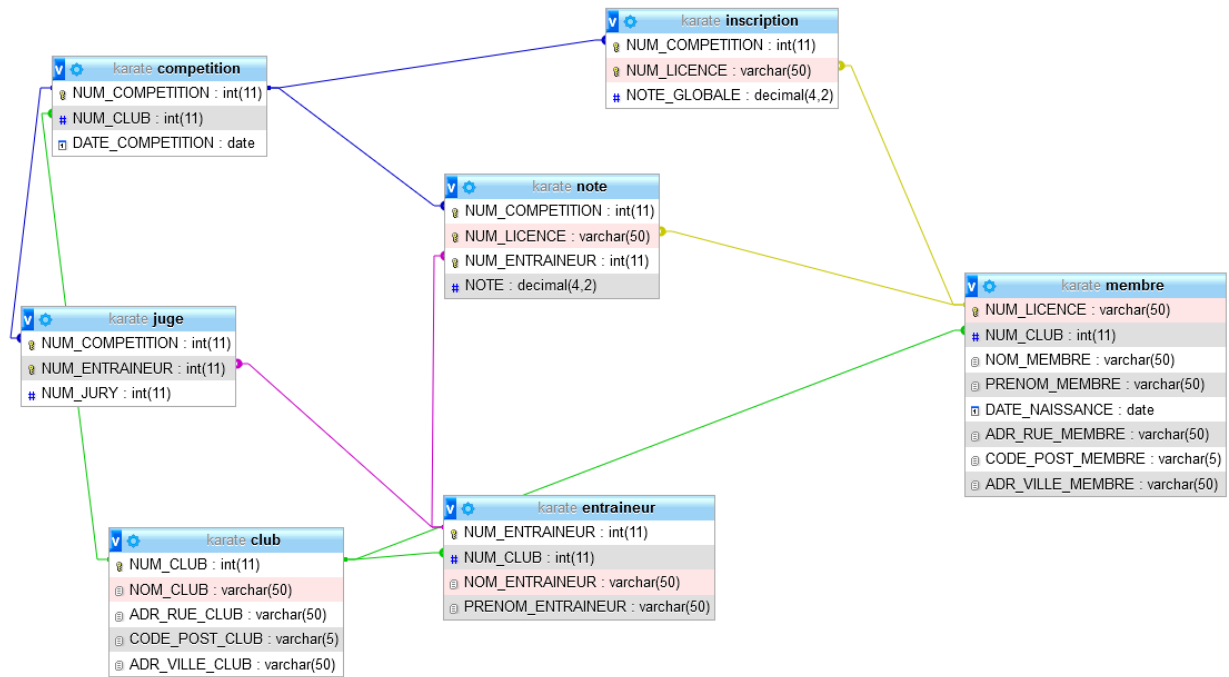 karate inscription
NUM_COMPETITION : int(11)
NUM_LICENCE : varchar(50)
# NOTE_GLOBALE : decimal(4,2)
karate competition
NUM_COMPETITION : int(11)
# NUM_CLUB : int(11)
DATE_COMPETITION : date
karate note
NUM_COMPETITION : int(11)
NUM_LICENCE : varchar(50)
NUM_ENTRAINEUR : int(11)
# NOTE : decimal(4,2)
karate membre
NUM_LICENCE : varchar(50)
# NUM_CLUB : int(11)
NOM_MEMBRE : varchar(50)
PRENOM_MEMBRE : varchar(50)
DATE_NAISSANCE : date
ADR_RUE_MEMBRE : varchar(50)
CODE_POST_MEMBRE : varchar(5)
ADR_VILLE_MEMBRE : varchar(50)
karate juge
NUM_COMPETITION : int(11)
NUM_ENTRAINEUR : int(11)
# NUM_JURY : int(11)
karate entraineur
NUM_ENTRAINEUR : int(11)
# NUM_CLUB : int(11)
NOM_ENTRAINEUR : varchar(50)
PRENOM_ENTRAINEUR : varchar(50)
karate club
NUM_CLUB : int(11)
NOM_CLUB : varchar(50)
ADR_RUE_CLUB : varchar(50)
CODE_POST_CLUB : varchar(5)
ADR_VILLE_CLUB : varchar(50)